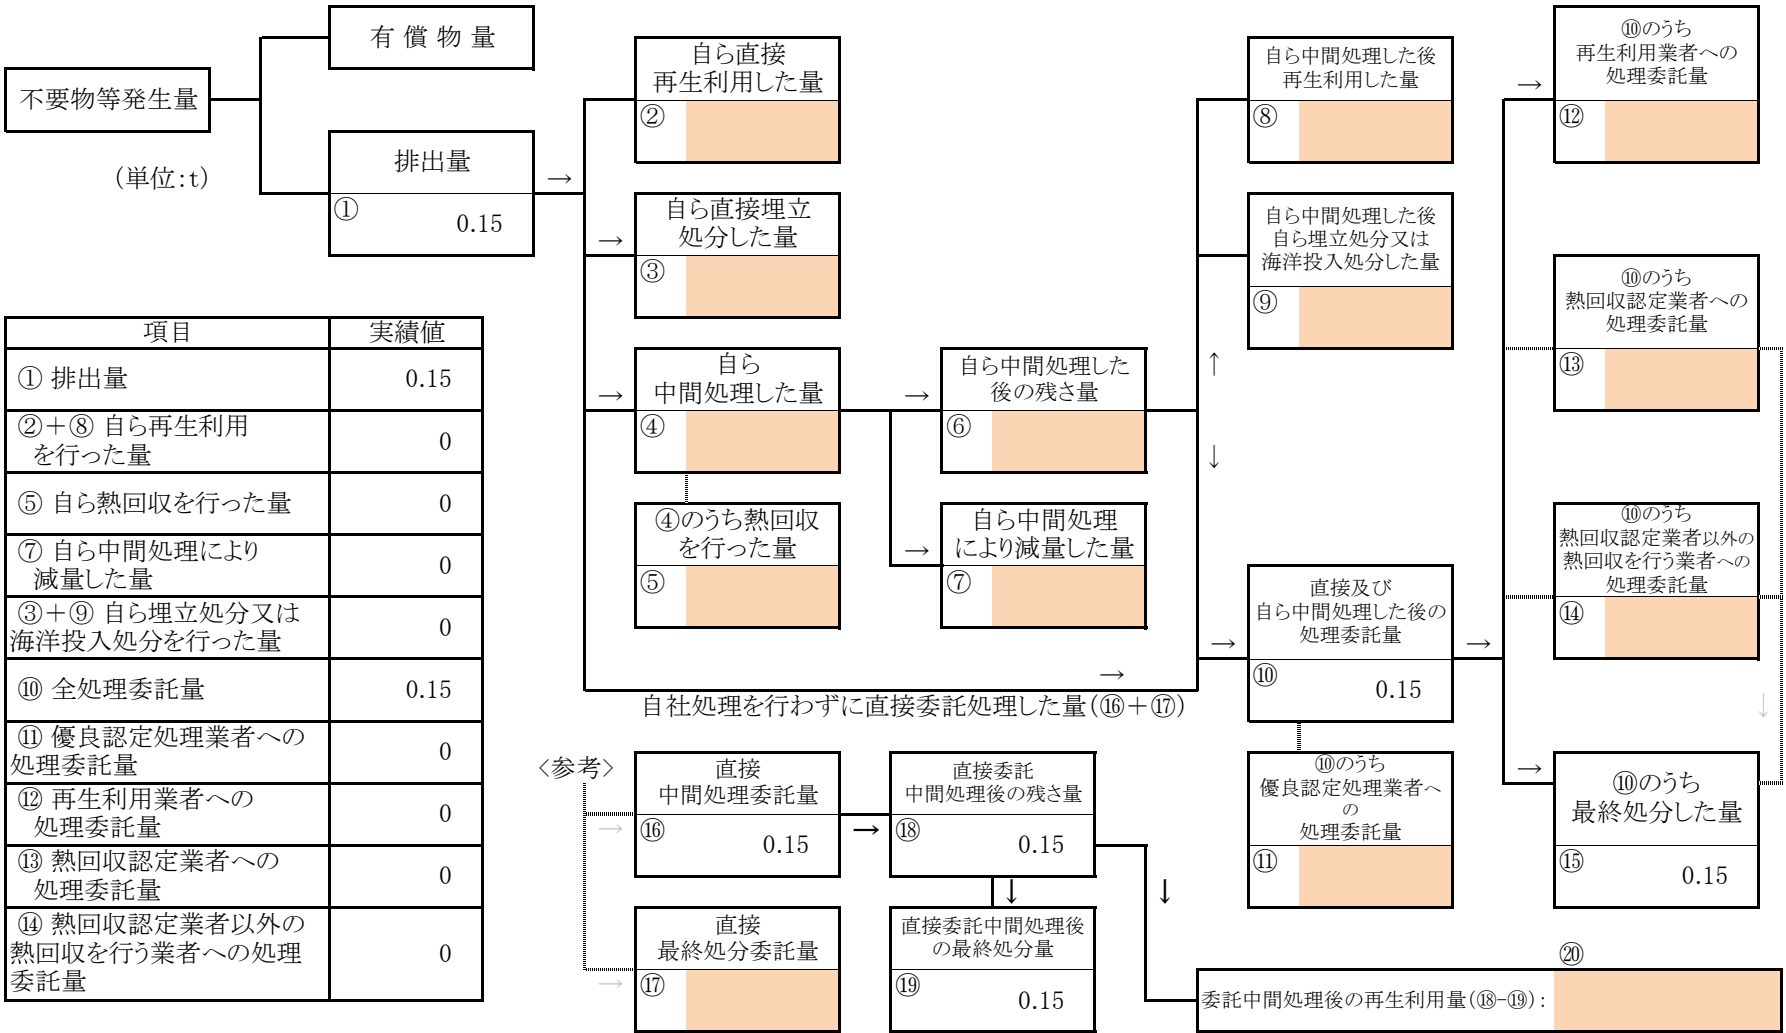 有償物量
不要物等発生量
(単位:t)
排出量
①
0.15
→
自ら直接
再生利用した量
②
→
自ら直接埋立
処分した量
③
→
自ら
中間処理した量
④
④のうち熱回収
を行った量
⑤
→
自ら中間処理した
後の残さ量
⑥
→
自ら中間処理
により減量した量
⑦
自ら中間処理した後
再生利用した量
⑧
自ら中間処理した後
自ら埋立処分又は
海洋投入処分した量
⑨
↑
↓
→
自社処理を行わずに直接委託処理した量(⑯+⑰)
→
直接及び
自ら中間処理した後の
処理委託量
⑩
0.15
→
⑩のうち
優良認定処理業者へ
の
処理委託量
⑪
→
⑩のうち
再生利用業者への
処理委託量
⑫
⑩のうち
熱回収認定業者への
処理委託量
⑬
⑩のうち
熱回収認定業者以外の
熱回収を行う業者への
処理委託量
⑭
↓
→
⑩のうち
最終処分した量
⑮
0.15
項目 実績値
① 排出量 0.15
②+⑧ 自ら再生利用
を行った量 0
⑤ 自ら熱回収を行った量 0
⑦ 自ら中間処理により
減量した量 0
③+⑨ 自ら埋立処分又は
海洋投入処分を行った量 0
⑩ 全処理委託量 0.15
⑪ 優良認定処理業者への
処理委託量 0
⑫ 再生利用業者への
処理委託量 0
⑬ 熱回収認定業者への
処理委託量 0
⑭ 熱回収認定業者以外の
熱回収を行う業者への処理 0
委託量
<参考>
→
直接
中間処理委託量
⑯
0.15
→
直接委託
中間処理後の残さ量
⑱
0.15
↓
↓
→
直接
最終処分委託量
⑰
直接委託中間処理後
の最終処分量
⑲
0.15
⑳
委託中間処理後の再生利用量(⑱-⑲):